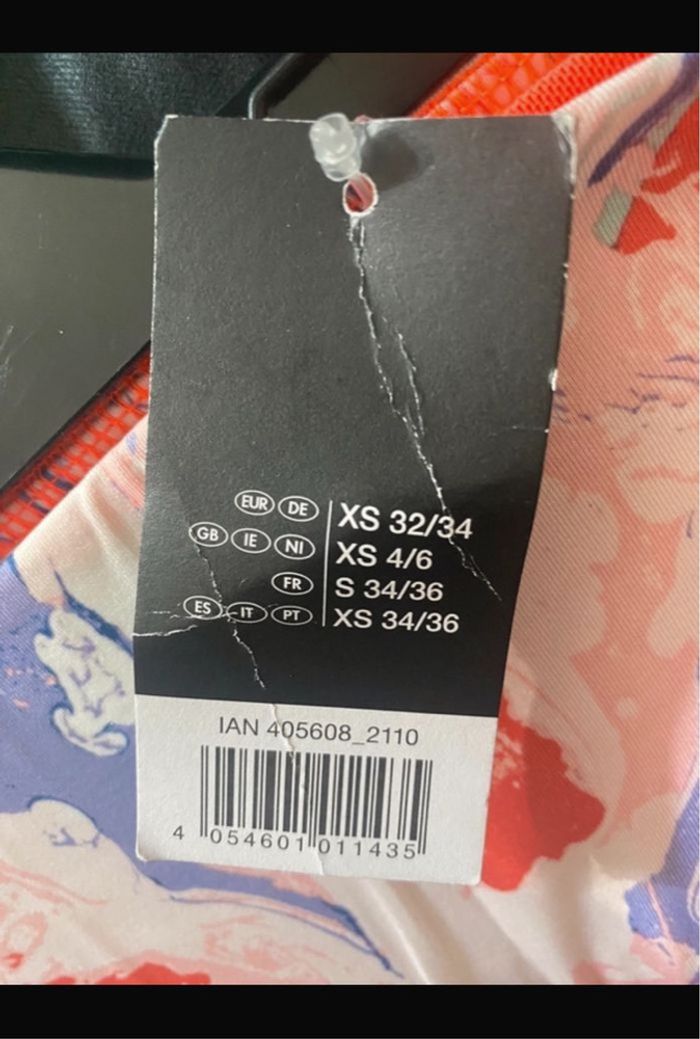 EUR DE XS 32/34
GB IE NI XS 4/6
FR S 34/36
ES IT PT XS 34/36
IAN 405608_2110
4 054601 011435